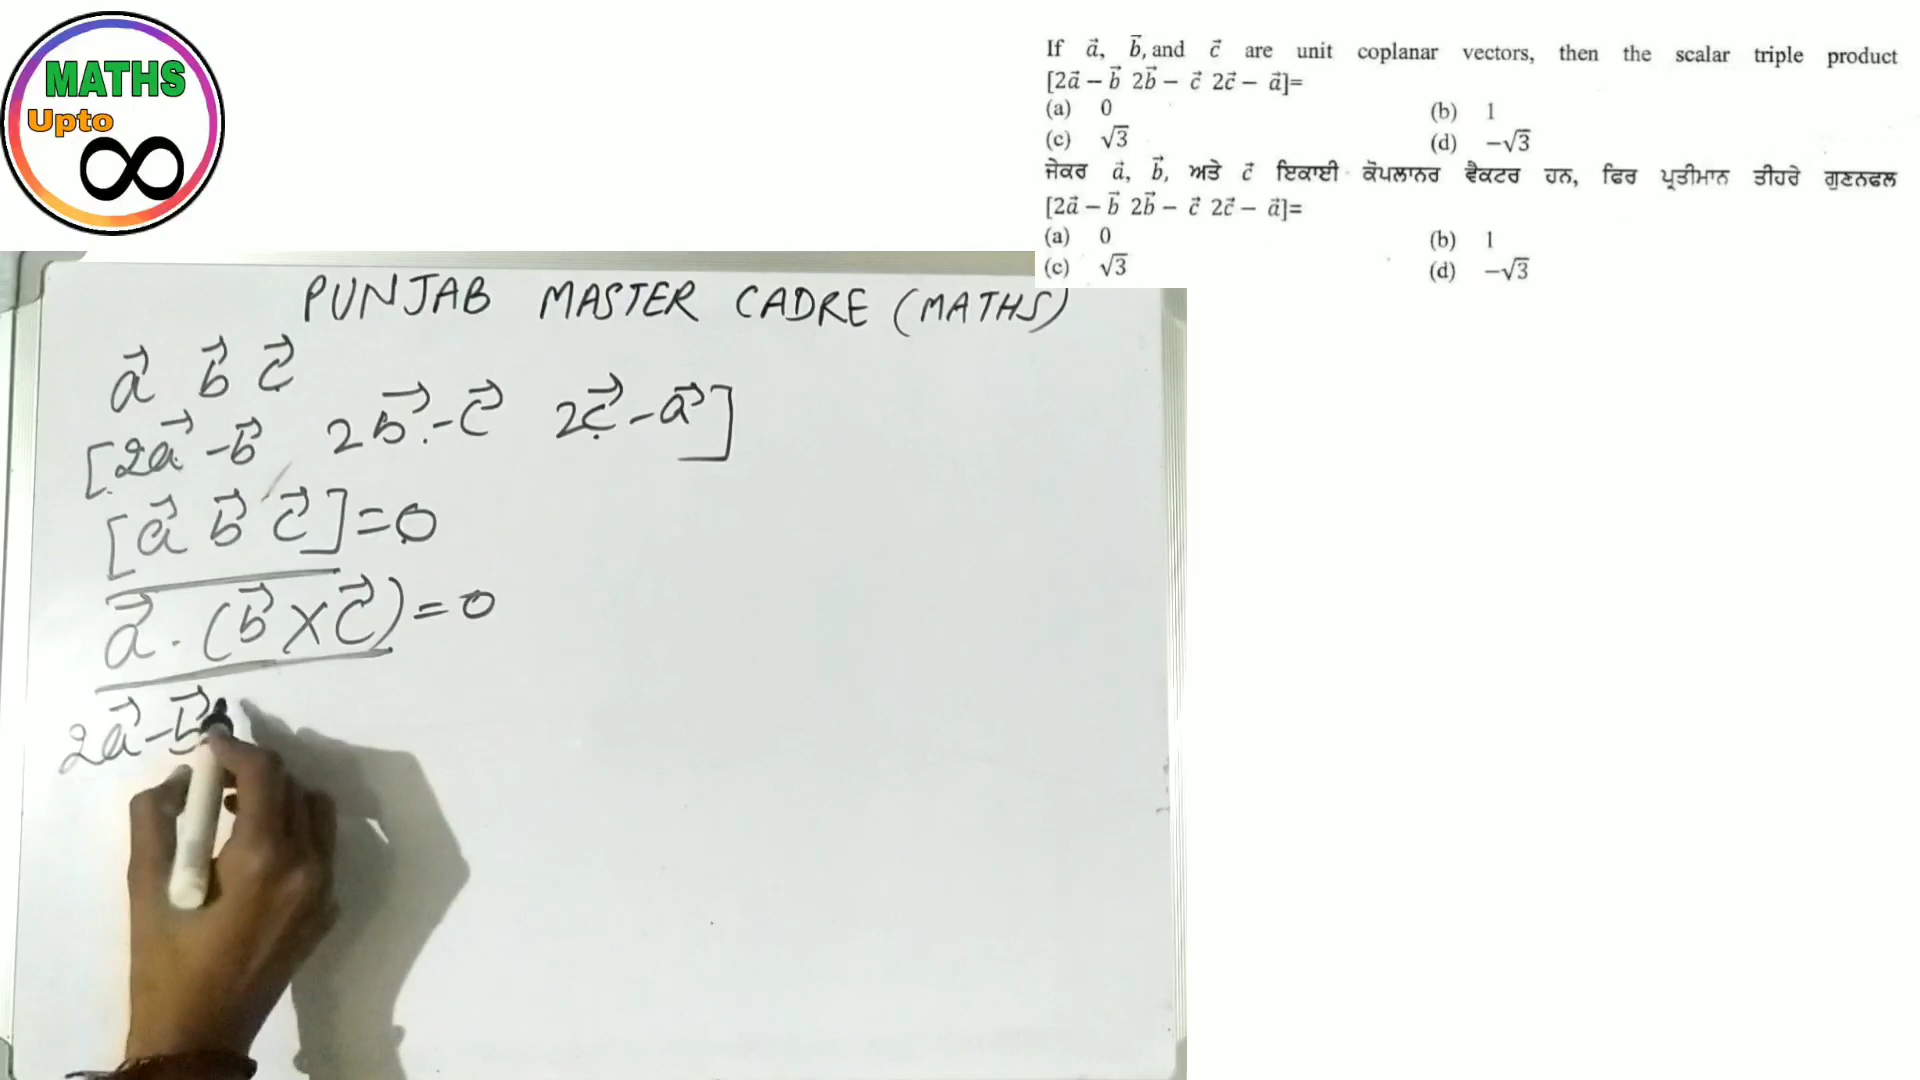 MATHS
Upto
∞
If a⃗, b⃗, and c⃗ are unit coplanar vectors, then the scalar triple product
[2a⃗ − b⃗ 2b⃗ − c⃗ 2c⃗ − a⃗]=
(a) 0 (b) 1
(c) √3 (d) −√3
ਜੇਕਰ a⃗, b⃗, ਅਤੇ c⃗ ਇਕਾਈ ਕੋਪਲਾਨਰ ਵੈਕਟਰ ਹਨ, ਫਿਰ ਪ੍ਰਤੀਮਾਨ ਤੀਹਰੇ ਗੁਣਨਫਲ
[2a⃗ − b⃗ 2b⃗ − c⃗ 2c⃗ − a⃗]=
(a) 0 (b) 1
(c) √3 (d) −√3
PUNJAB MASTER CADRE (MATHS)
a⃗ b⃗ c⃗
[2a⃗ − b⃗ 2b⃗ − c⃗ 2c⃗ − a⃗]
[a⃗ b⃗ c⃗] = 0
a⃗ · (b⃗ × c⃗) = 0
2a⃗ − b⃗